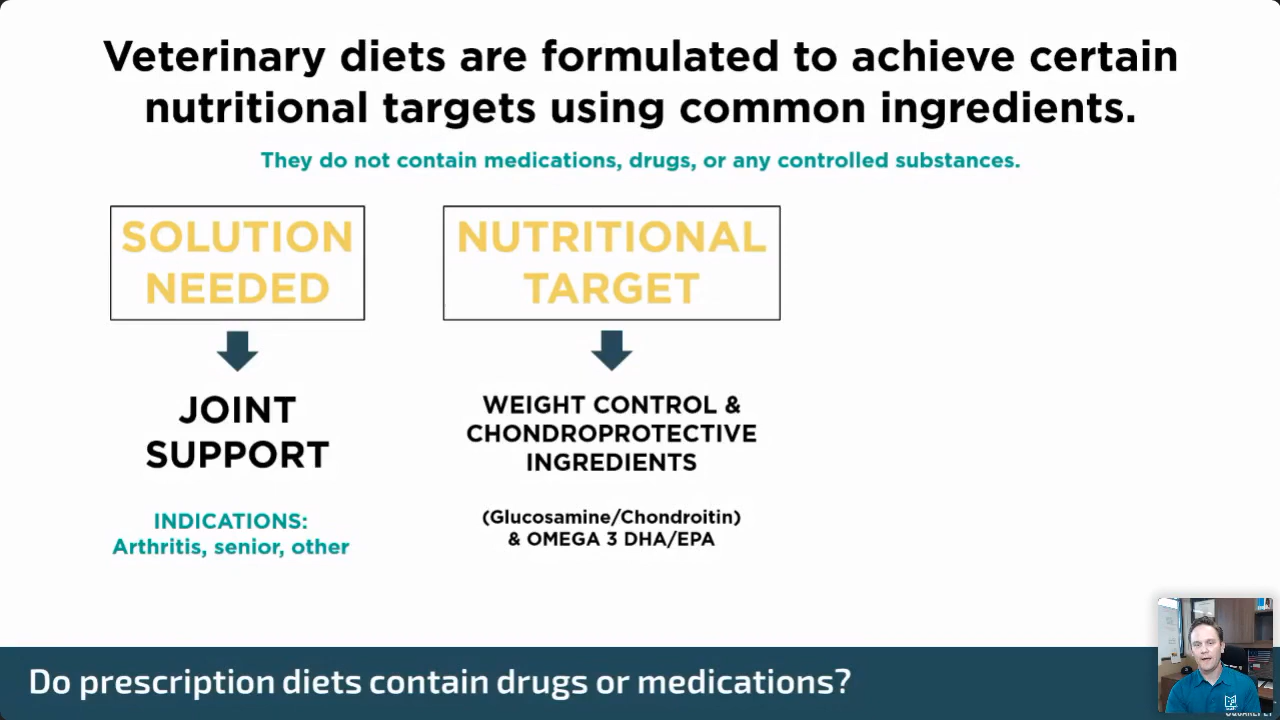 Veterinary diets are formulated to achieve certain
nutritional targets using common ingredients.
They do not contain medications, drugs, or any controlled substances.
SOLUTION
NEEDED
JOINT
SUPPORT
INDICATIONS:
Arthritis, senior, other
NUTRITIONAL
TARGET
WEIGHT CONTROL &
CHONDROPROTECTIVE
INGREDIENTS
(Glucosamine/Chondroitin)
& OMEGA 3 DHA/EPA
Do prescription diets contain drugs or medications?